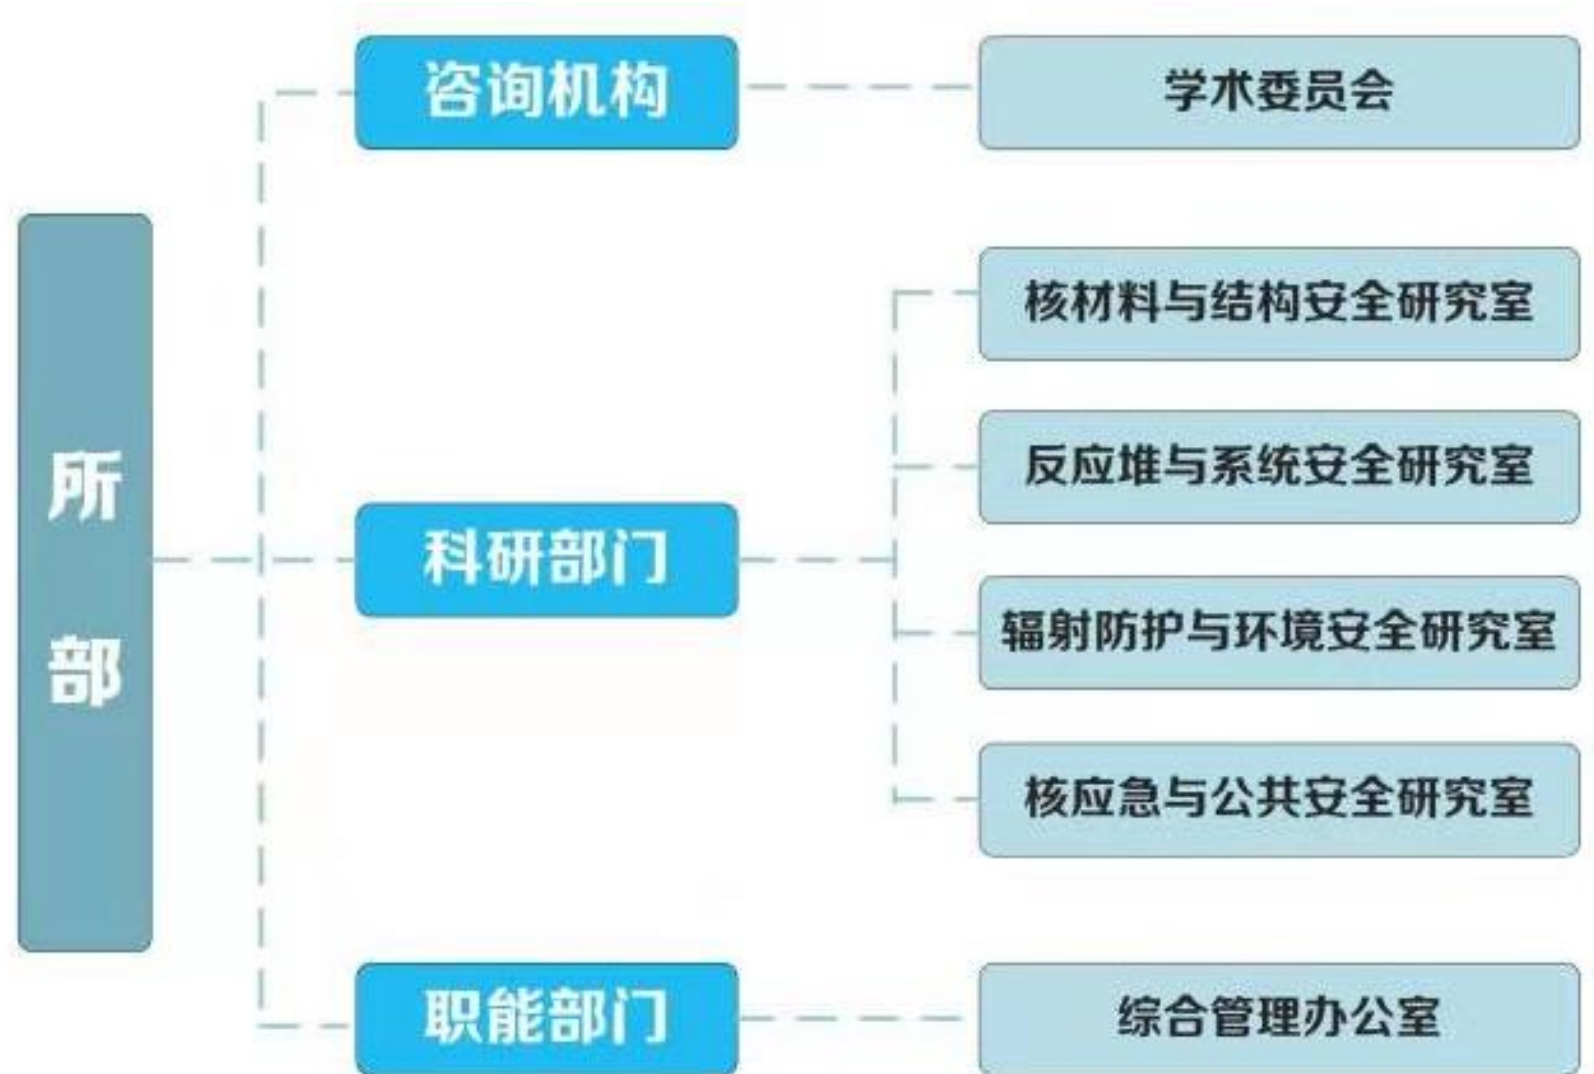 所部
咨询机构
学术委员会
科研部门
核材料与结构安全研究室
反应堆与系统安全研究室
辐射防护与环境安全研究室
核应急与公共安全研究室
职能部门
综合管理办公室